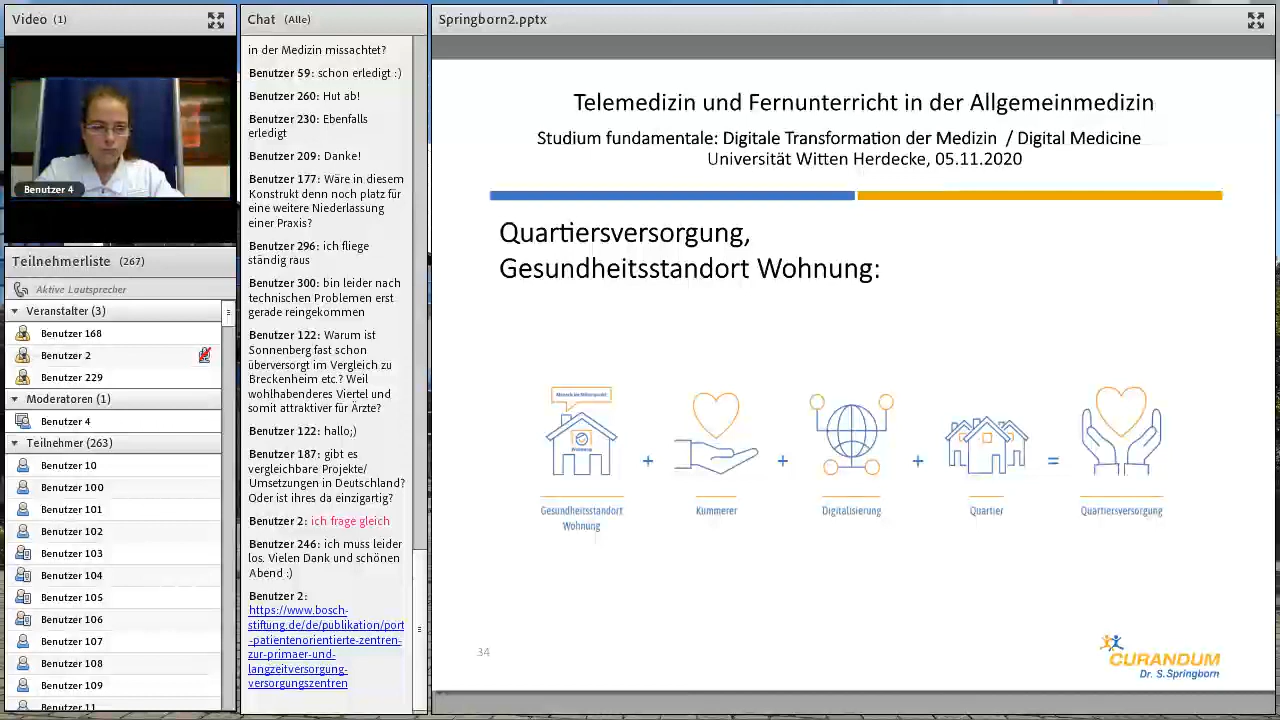 Video (1)
Benutzer 4
Teilnehmerliste (267)
Aktive Lautsprecher
Veranstalter (3)
Benutzer 168
Benutzer 2
Benutzer 229
Moderatoren (1)
Benutzer 4
Teilnehmer (263)
Benutzer 10
Benutzer 100
Benutzer 101
Benutzer 102
Benutzer 103
Benutzer 104
Benutzer 105
Benutzer 106
Benutzer 107
Benutzer 108
Benutzer 109
Benutzer 11
Chat (Alle)
in der Medizin missachtet?
Benutzer 59: schon erledigt :)
Benutzer 260: Hut ab!
Benutzer 230: Ebenfalls
erledigt
Benutzer 209: Danke!
Benutzer 177: Wäre in diesem
Konstrukt denn noch platz für
eine weitere Niederlassung
einer Praxis?
Benutzer 296: ich fliege
ständig raus
Benutzer 300: bin leider nach
technischen Problemen erst
gerade reingekommen
Benutzer 122: Warum ist
Sonnenberg fast schon
überversorgt im Vergleich zu
Breckenheim etc.? Weil
wohlhabenderes Viertel und
somit attraktiver für Ärzte?
Benutzer 122: hallo;)
Benutzer 187: gibt es
vergleichbare Projekte/
Umsetzungen in Deutschland?
Oder ist ihres da einzigartig?
Benutzer 2: ich frage gleich
Benutzer 246: ich muss leider
los. Vielen Dank und schönen
Abend :)
Benutzer 2:
https://www.bosch-
stiftung.de/de/publikation/port
-patientenorientierte-zentren-
zur-primaer-und-
langzeitversorgung-
versorgungszentren
Springborn2.pptx
Telemedizin und Fernunterricht in der Allgemeinmedizin
Studium fundamentale: Digitale Transformation der Medizin / Digital Medicine
Universität Witten Herdecke, 05.11.2020
Quartiersversorgung,
Gesundheitsstandort Wohnung:
Mensch im Mittelpunkt
Wohnung
+ + + =
Gesundheitsstandort
Wohnung
Kümmerer
Digitalisierung
Quartier
Quartiersversorgung
34
CURANDUM
Dr. S.Springborn